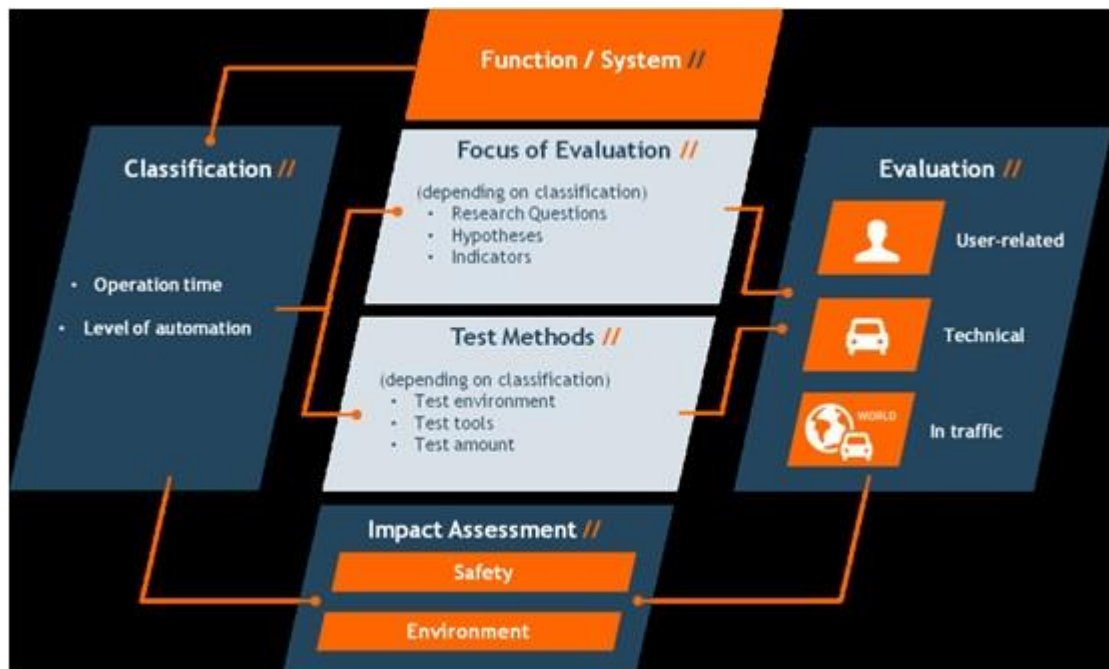 Function / System //
Classification //
• Operation time
• Level of automation
Focus of Evaluation //
(depending on classification)
• Research Questions
• Hypotheses
• Indicators
Test Methods //
(depending on classification)
• Test environment
• Test tools
• Test amount
Evaluation //
User-related
Technical
WORLD
In traffic
Impact Assessment //
Safety
Environment